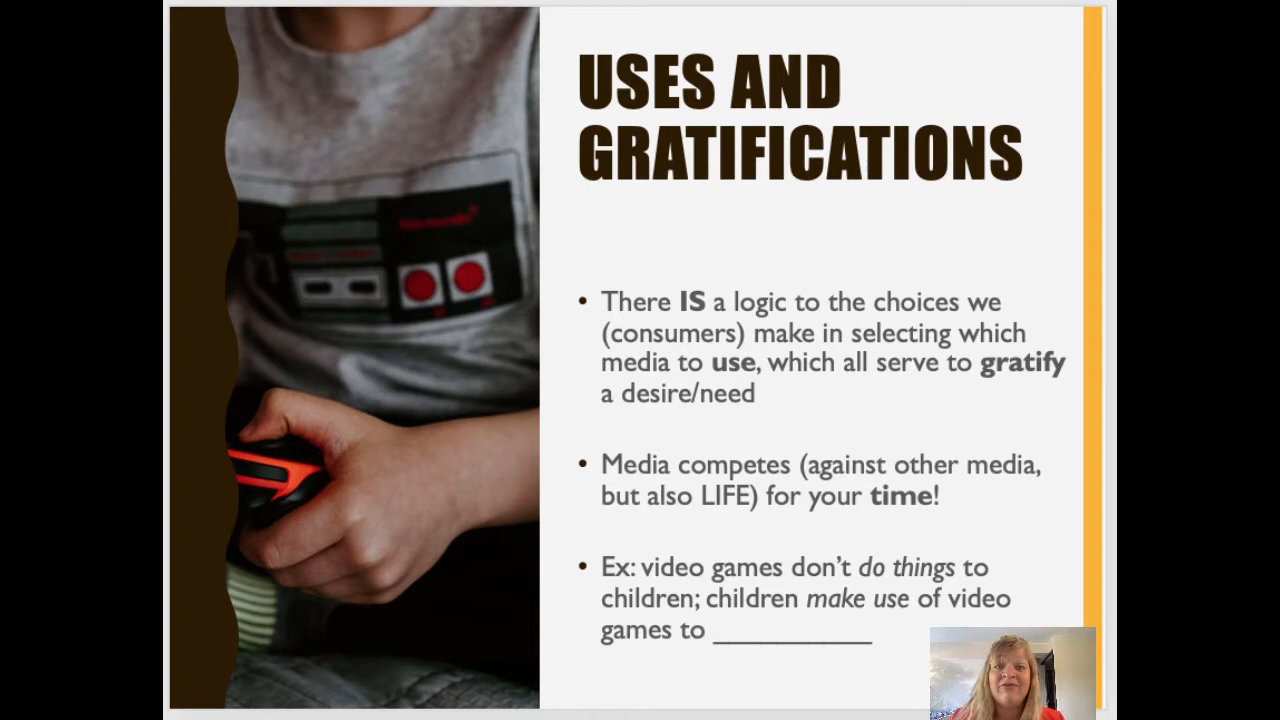 USES AND
GRATIFICATIONS
• There IS a logic to the choices we
(consumers) make in selecting which
media to use, which all serve to gratify
a desire/need
• Media competes (against other media,
but also LIFE) for your time!
• Ex: video games don’t do things to
children; children make use of video
games to ____________
Nintendo